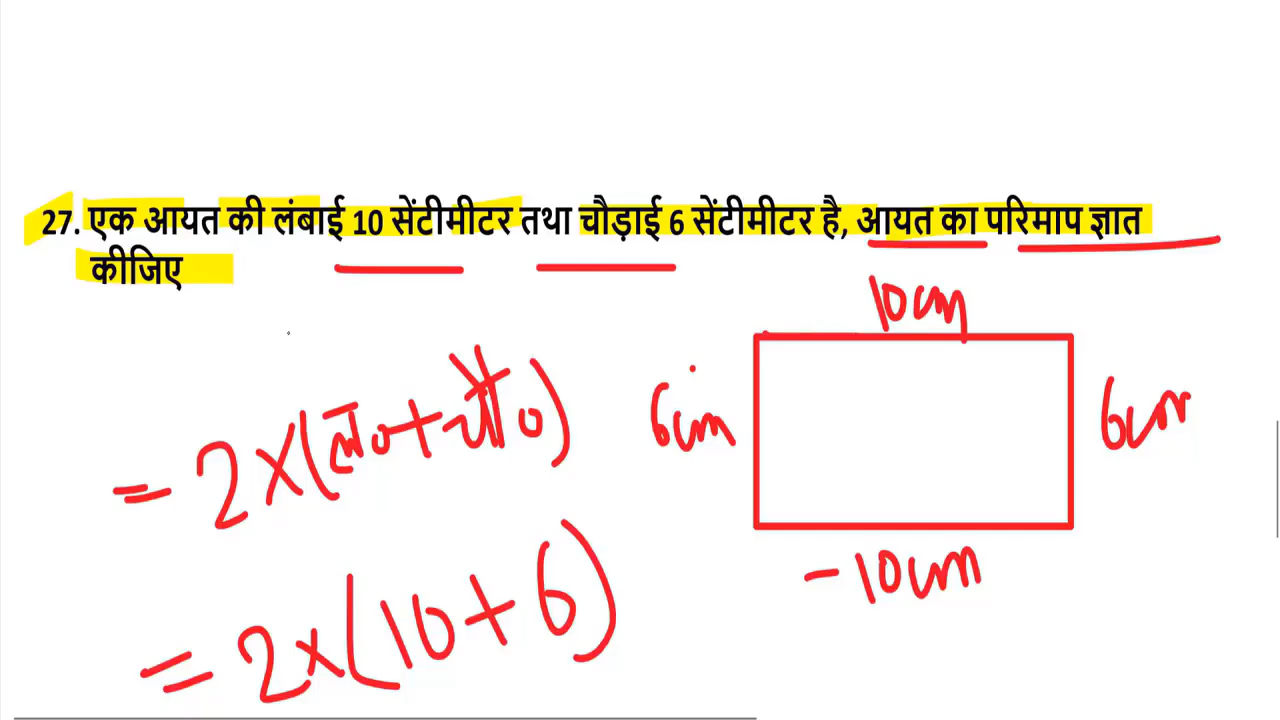 27. एक आयत की लंबाई 10 सेंटीमीटर तथा चौड़ाई 6 सेंटीमीटर है, आयत का परिमाप ज्ञात
कीजिए
10cm
= 2×(लं०+चौ०)
6cm
6cm
-10cm
= 2×(10+6)